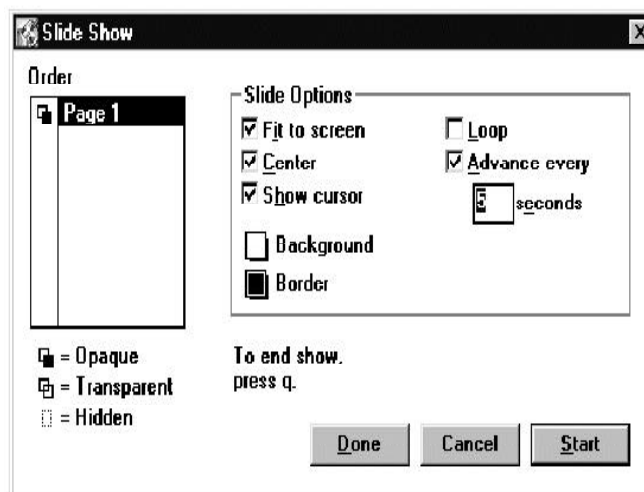 Slide Show
Order
Page 1
Slide Options
Fit to screen
Center
Show cursor
Background
Border
Loop
Advance every
5 seconds
= Opaque
= Transparent
= Hidden
To end show,
press q.
Done Cancel Start